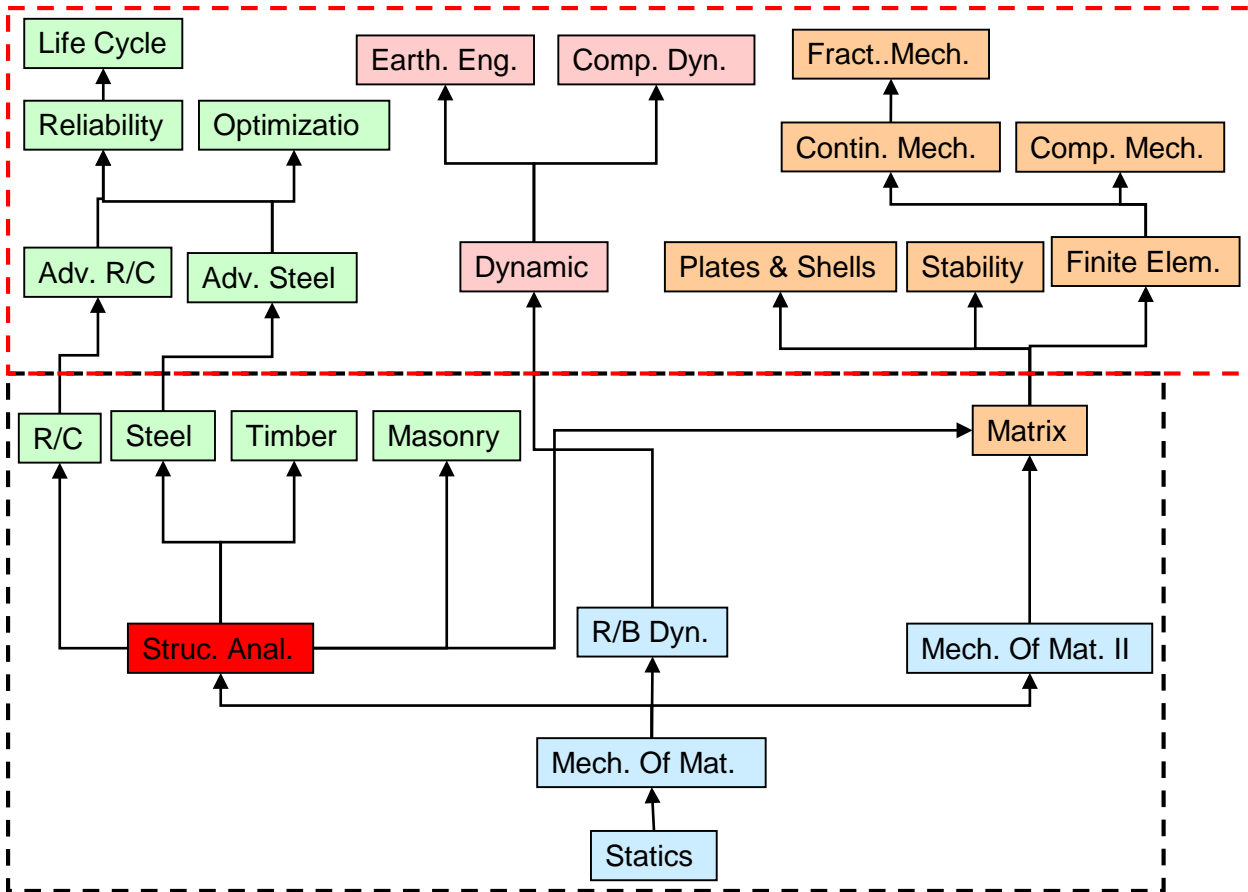 Life Cycle
Earth. Eng.
Comp. Dyn.
Fract..Mech.
Reliability
Optimizatio
Contin. Mech.
Comp. Mech.
Adv. R/C
Adv. Steel
Dynamic
Plates & Shells
Stability
Finite Elem.
R/C
Steel
Timber
Masonry
Matrix
Struc. Anal.
R/B Dyn.
Mech. Of Mat. II
Mech. Of Mat.
Statics